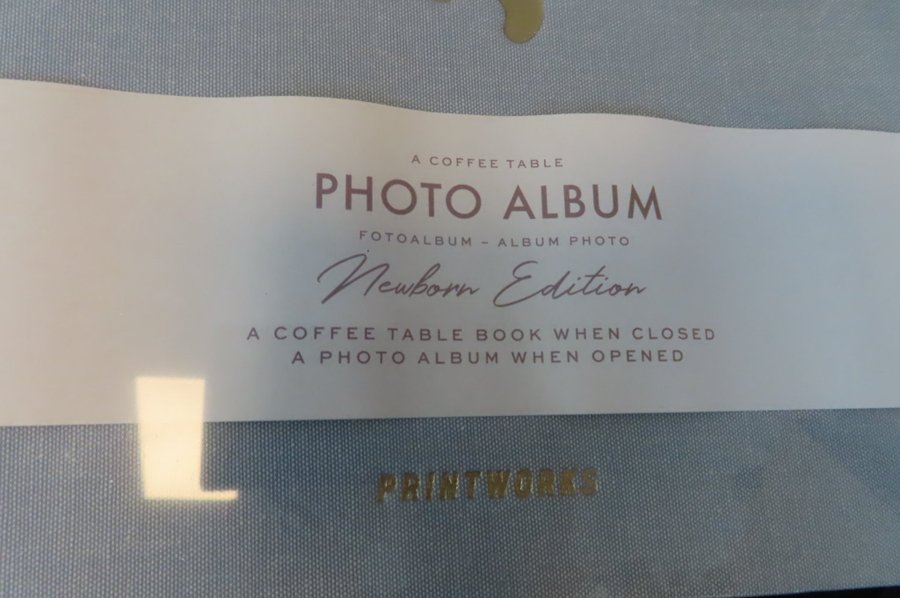 A COFFEE TABLE
PHOTO ALBUM
FOTOALBUM – ALBUM PHOTO
Newborn Edition
A COFFEE TABLE BOOK WHEN CLOSED
A PHOTO ALBUM WHEN OPENED
PRINTWORKS